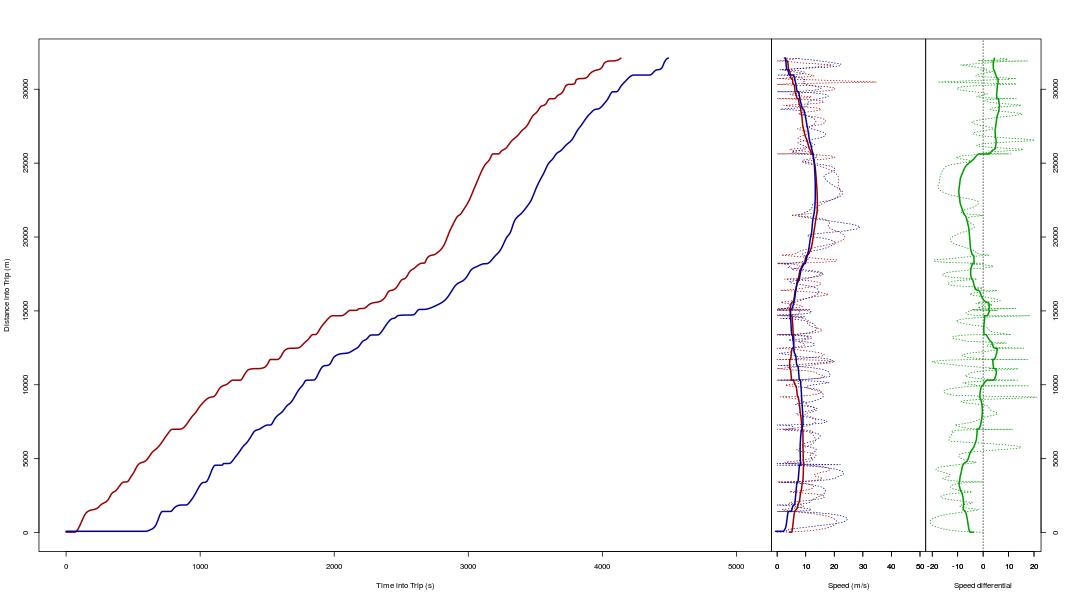 Distance into Trip (m)
0 5000 10000 15000 20000 25000 30000
0 1000 2000 3000 4000 5000
Time into Trip (s)
0 10 20 30 40 50
Speed (m/s)
-20 -10 0 10 20
Speed differential
0 5000 10000 15000 20000 25000 30000